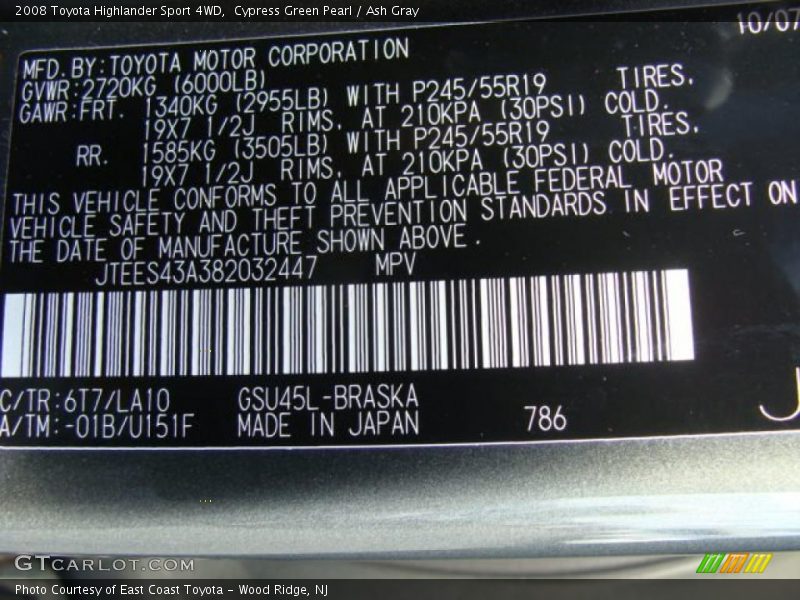 2008 Toyota Highlander Sport 4WD,  Cypress Green Pearl / Ash Gray
10/07
MFD.BY:TOYOTA MOTOR CORPORATION
GVWR:2720KG (6000LB)
GAWR:FRT. 1340KG (2955LB) WITH P245/55R19 TIRES,
19X7 1/2J RIMS, AT 210KPA (30PSI) COLD.
RR. 1585KG (3505LB) WITH P245/55R19 TIRES,
19X7 1/2J RIMS, AT 210KPA (30PSI) COLD.
THIS VEHICLE CONFORMS TO ALL APPLICABLE FEDERAL MOTOR
VEHICLE SAFETY AND THEFT PREVENTION STANDARDS IN EFFECT ON
THE DATE OF MANUFACTURE SHOWN ABOVE.
JTEES43A382032447 MPV
C/TR:6T7/LA10 GSU45L-BRASKA
A/TM:-01B/U151F MADE IN JAPAN 786
J
GTCARLOT.COM
Photo Courtesy of East Coast Toyota - Wood Ridge, NJ